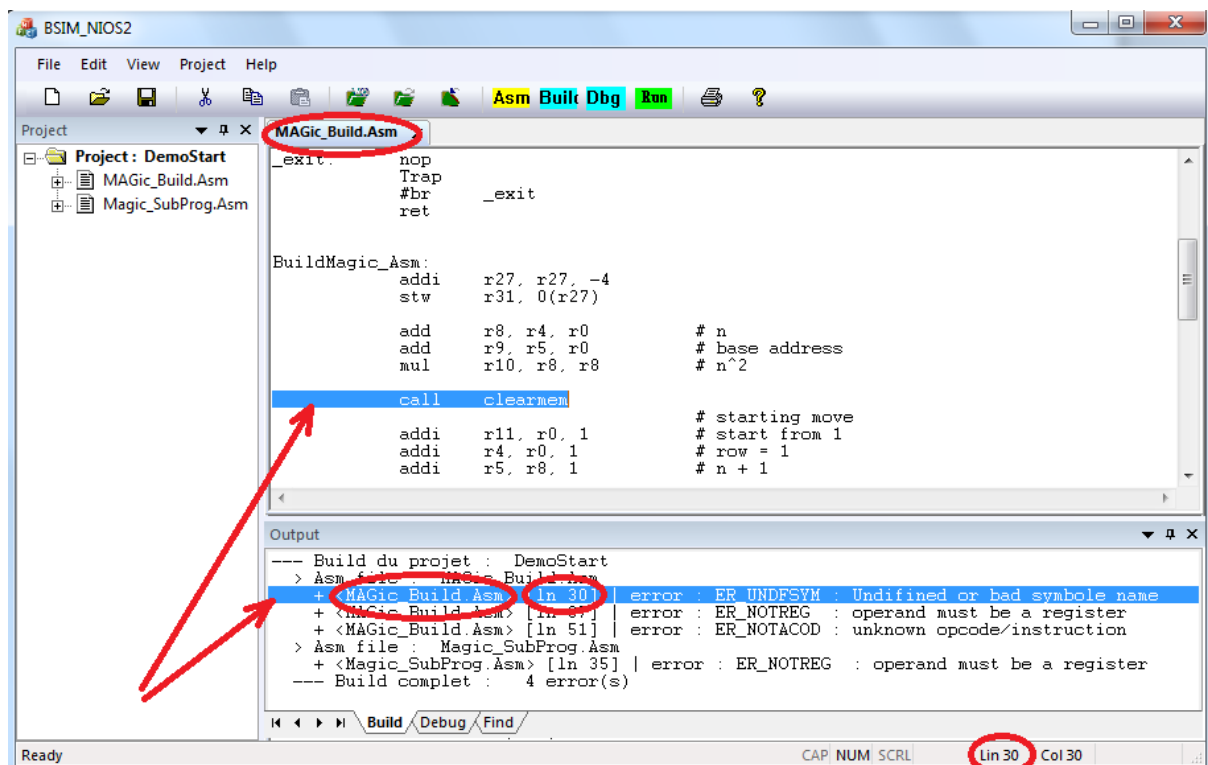 BSIM_NIOS2
File Edit View Project Help
Asm Build Dbg Run
Project
MAGic_Build.Asm
Project : DemoStart
MAGic_Build.Asm
Magic_SubProg.Asm
_exit: nop
Trap
#br _exit
ret
BuildMagic_Asm:
addi r27, r27, -4
stw r31, 0(r27)
add r8, r4, r0 # n
add r9, r5, r0 # base address
mul r10, r8, r8 # n^2
call clearmem
# starting move
addi r11, r0, 1 # start from 1
addi r4, r0, 1 # row = 1
addi r5, r8, 1 # n + 1
Output
--- Build du projet : DemoStart
> Asm file : MAGic_Build.Asm
+ <MAGic_Build.Asm> [ln 30] | error : ER_UNDFSYM : Undifined or bad symbole name
+ <MAGic_Build.Asm> [ln | error : ER_NOTREG : operand must be a register
+ <MAGic_Build.Asm> [ln 51] | error : ER_NOTACOD : unknown opcode/instruction
> Asm file : Magic_SubProg.Asm
+ <Magic_SubProg.Asm> [ln 35] | error : ER_NOTREG : operand must be a register
--- Build complet : 4 error(s)
Build Debug Find
Ready CAP NUM SCRL Lin 30 Col 30